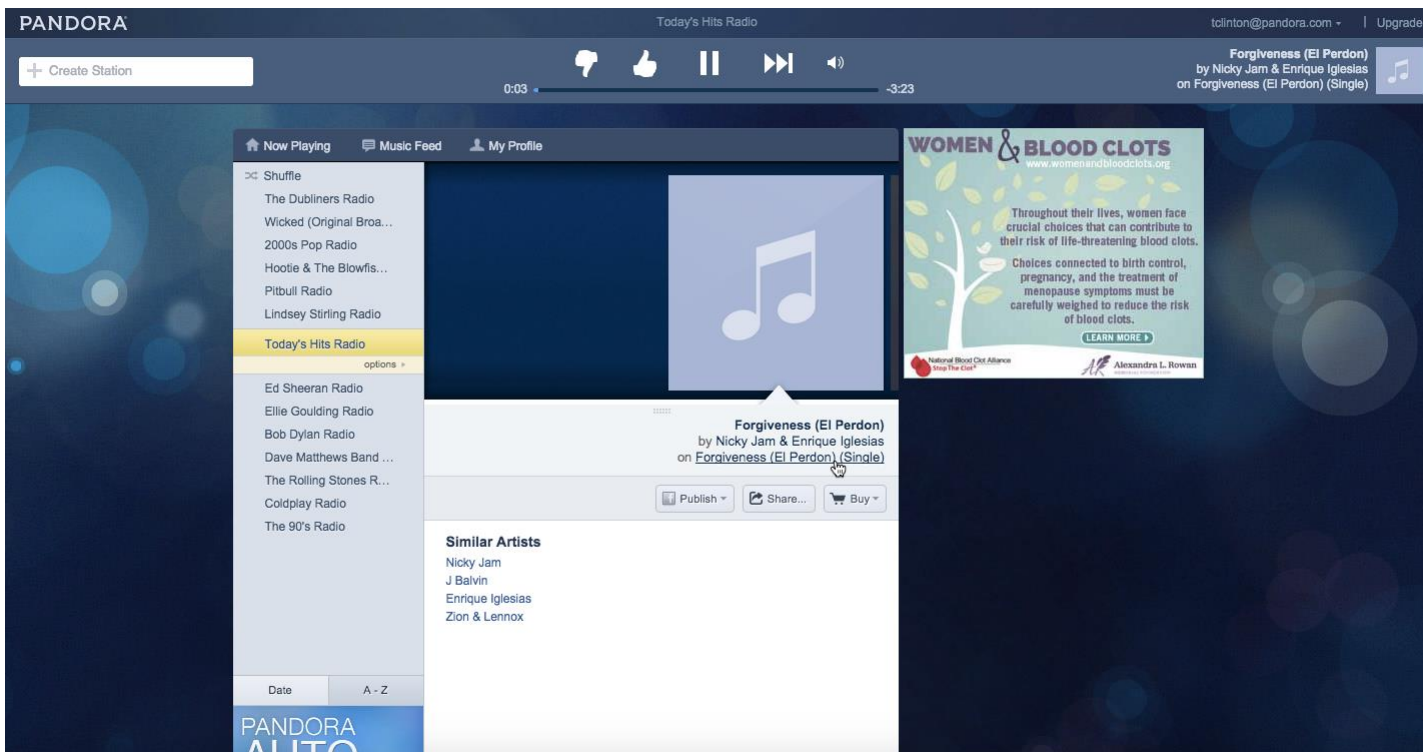 PANDORA
Today's Hits Radio
tclinton@pandora.com
Upgrade
Create Station
0:03
-3:23
Forgiveness (El Perdon)
by Nicky Jam & Enrique Iglesias
on Forgiveness (El Perdon) (Single)
Now Playing
Music Feed
My Profile
Shuffle
The Dubliners Radio
Wicked (Original Broa...
2000s Pop Radio
Hootie & The Blowfis...
Pitbull Radio
Lindsey Stirling Radio
Today's Hits Radio
options
Ed Sheeran Radio
Ellie Goulding Radio
Bob Dylan Radio
Dave Matthews Band ...
The Rolling Stones R...
Coldplay Radio
The 90's Radio
Date
A - Z
PANDORA
AUTO
Forgiveness (El Perdon)
by Nicky Jam & Enrique Iglesias
on Forgiveness (El Perdon) (Single)
Publish
Share...
Buy
Similar Artists
Nicky Jam
J Balvin
Enrique Iglesias
Zion & Lennox
WOMEN & BLOOD CLOTS
www.womenandbloodclots.org
Throughout their lives, women face
crucial choices that can contribute to
their risk of life-threatening blood clots.
Choices connected to birth control,
pregnancy, and the treatment of
menopause symptoms must be
carefully weighed to reduce the risk
of blood clots.
LEARN MORE
National Blood Clot Alliance
Stop The Clot
AR
Alexandra L. Rowan